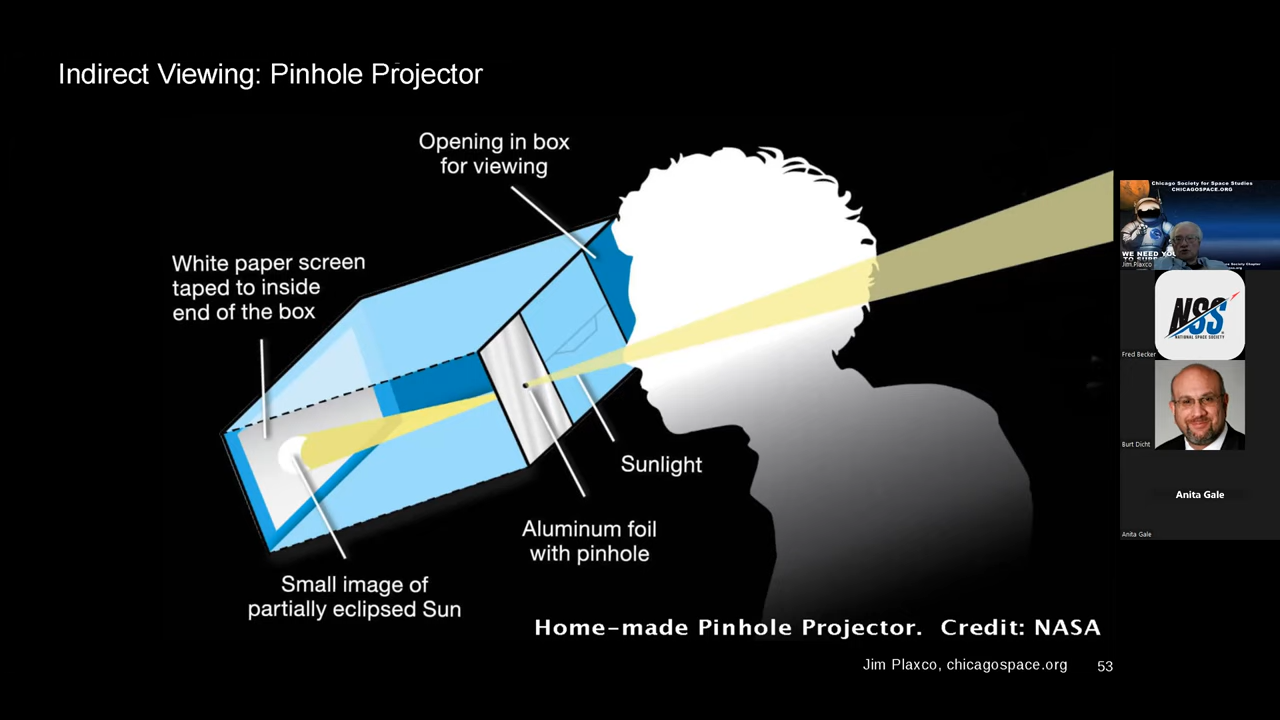 Indirect Viewing: Pinhole Projector
Opening in box
for viewing
White paper screen
taped to inside
end of the box
Sunlight
Aluminum foil
with pinhole
Small image of
partially eclipsed Sun
Home-made Pinhole Projector. Credit: NASA
Jim Plaxco, chicagospace.org 53
Chicago Society for Space Studies
CHICAGOSPACE.ORG
WE NEED YOU
Jim Plaxco
NSS
NATIONAL SPACE SOCIETY
Fred Becker
Burt Dicht
Anita Gale
Anita Gale